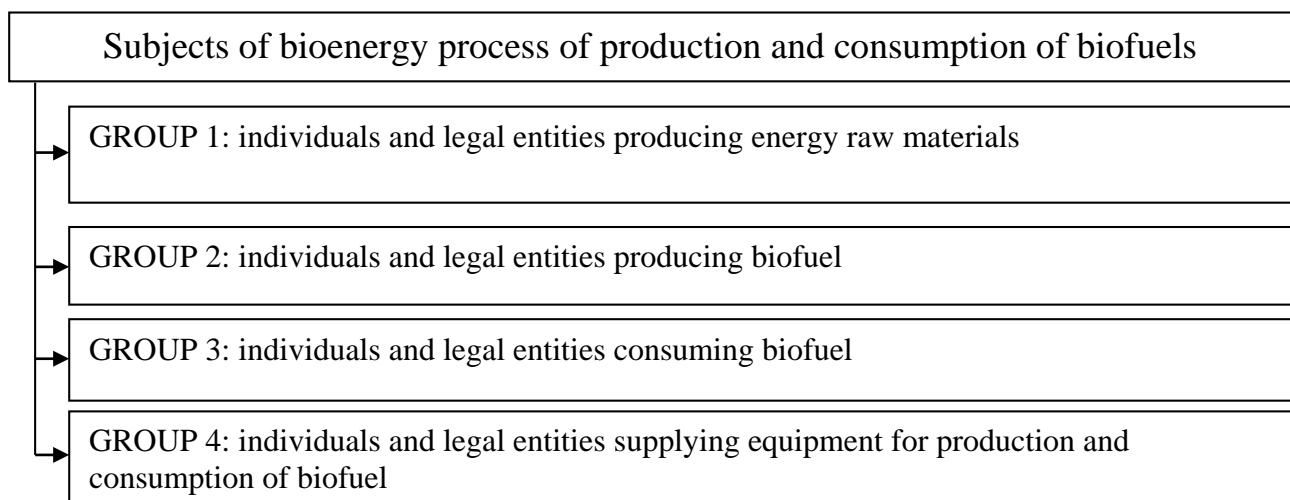 Subjects of bioenergy process of production and consumption of biofuels
GROUP 1: individuals and legal entities producing energy raw materials
GROUP 2: individuals and legal entities producing biofuel
GROUP 3: individuals and legal entities consuming biofuel
GROUP 4: individuals and legal entities supplying equipment for production and
consumption of biofuel